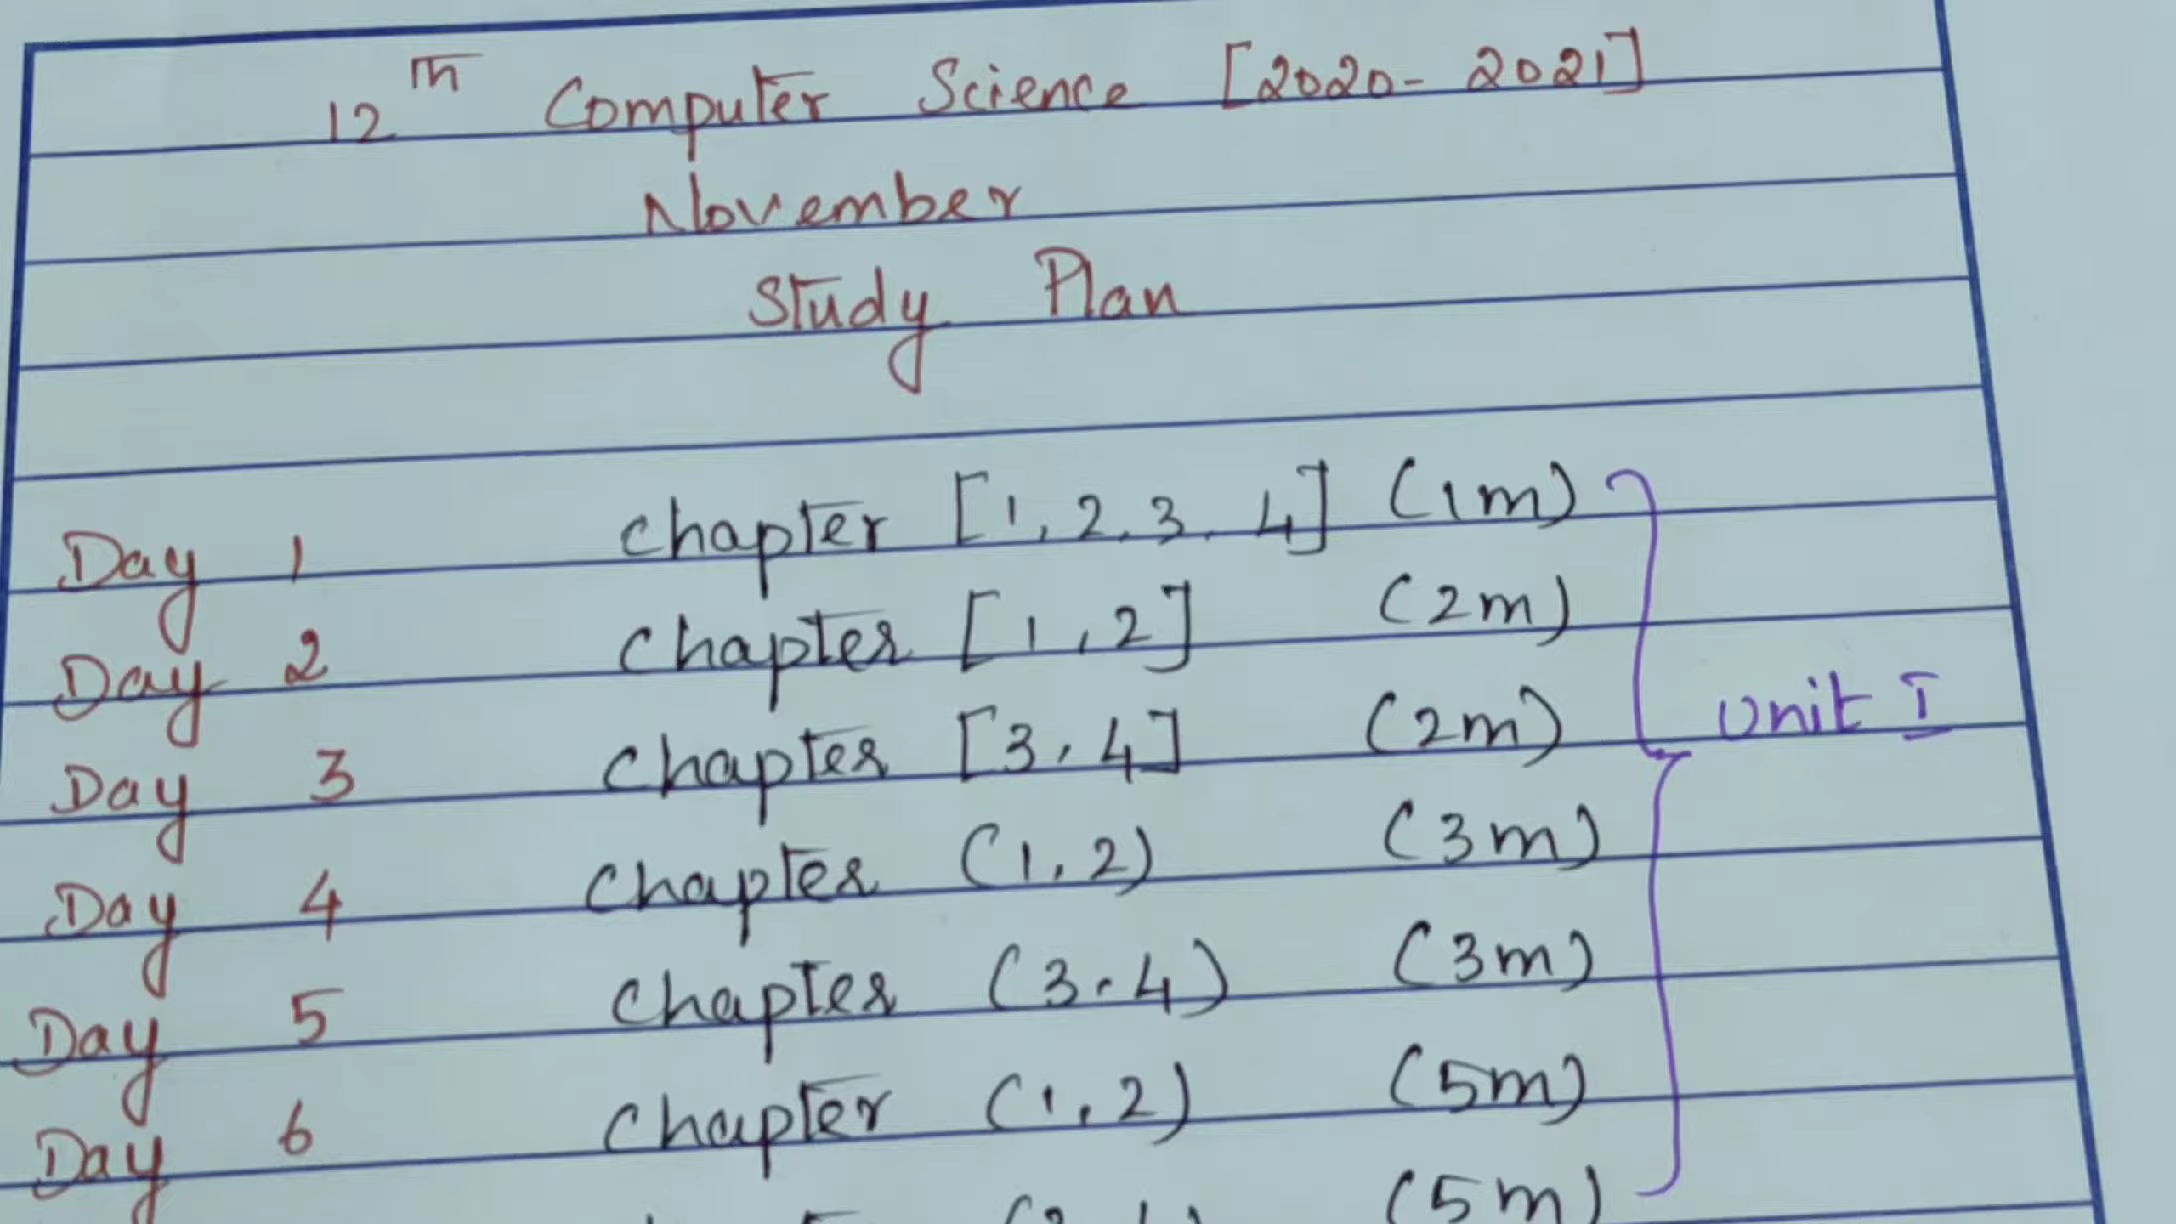 12th Computer Science [2020-2021]
November
Study Plan
Day 1 chapter [1, 2, 3, 4] (1m)
Day 2 chapter [1, 2] (2m)
Day 3 chapter [3, 4] (2m)
Unit I
Day 4 chapter (1, 2) (3m)
Day 5 chapter (3, 4) (3m)
Day 6 chapter (1, 2) (5m)
(5m)